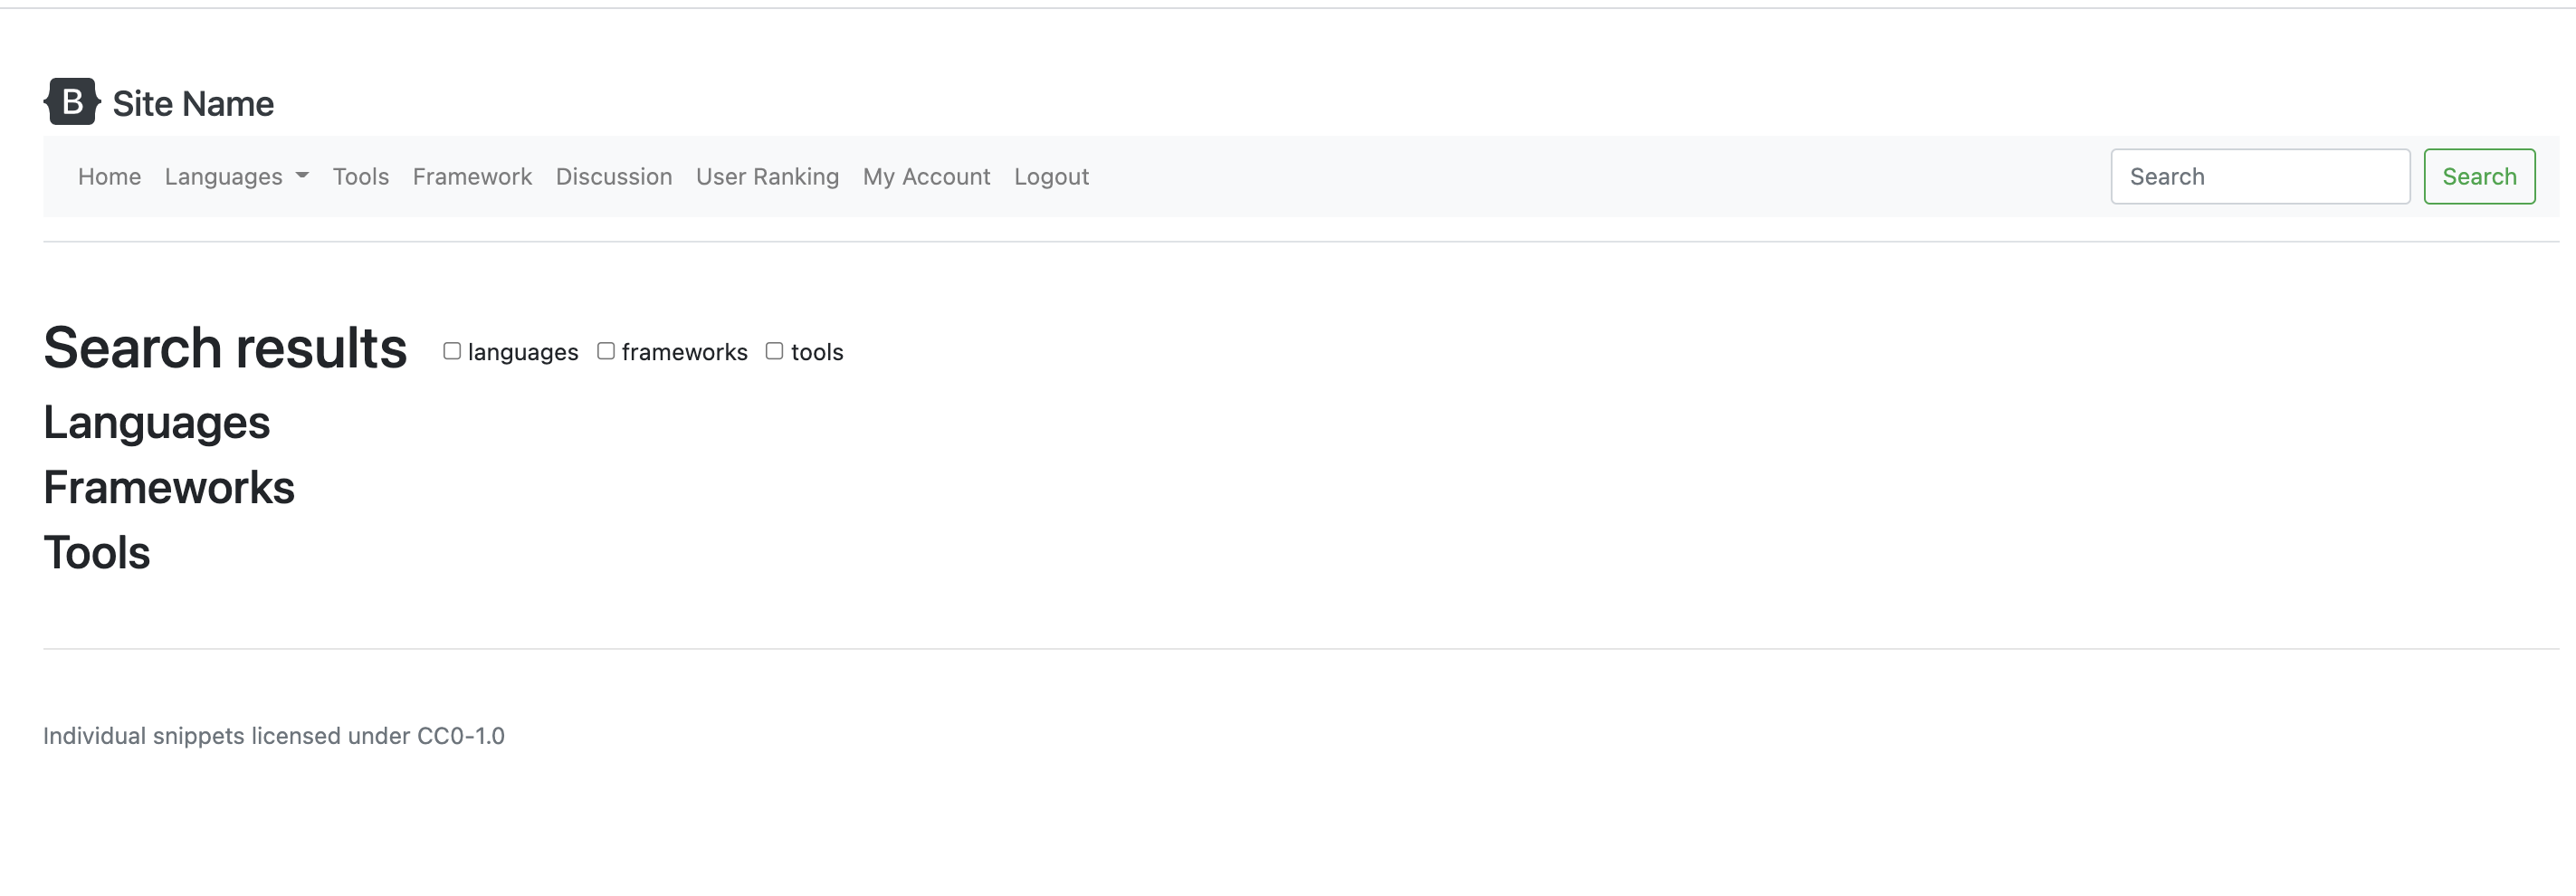 B Site Name
Home Languages Tools Framework Discussion User Ranking My Account Logout Search Search
Search results languages frameworks tools
Languages
Frameworks
Tools
Individual snippets licensed under CC0-1.0